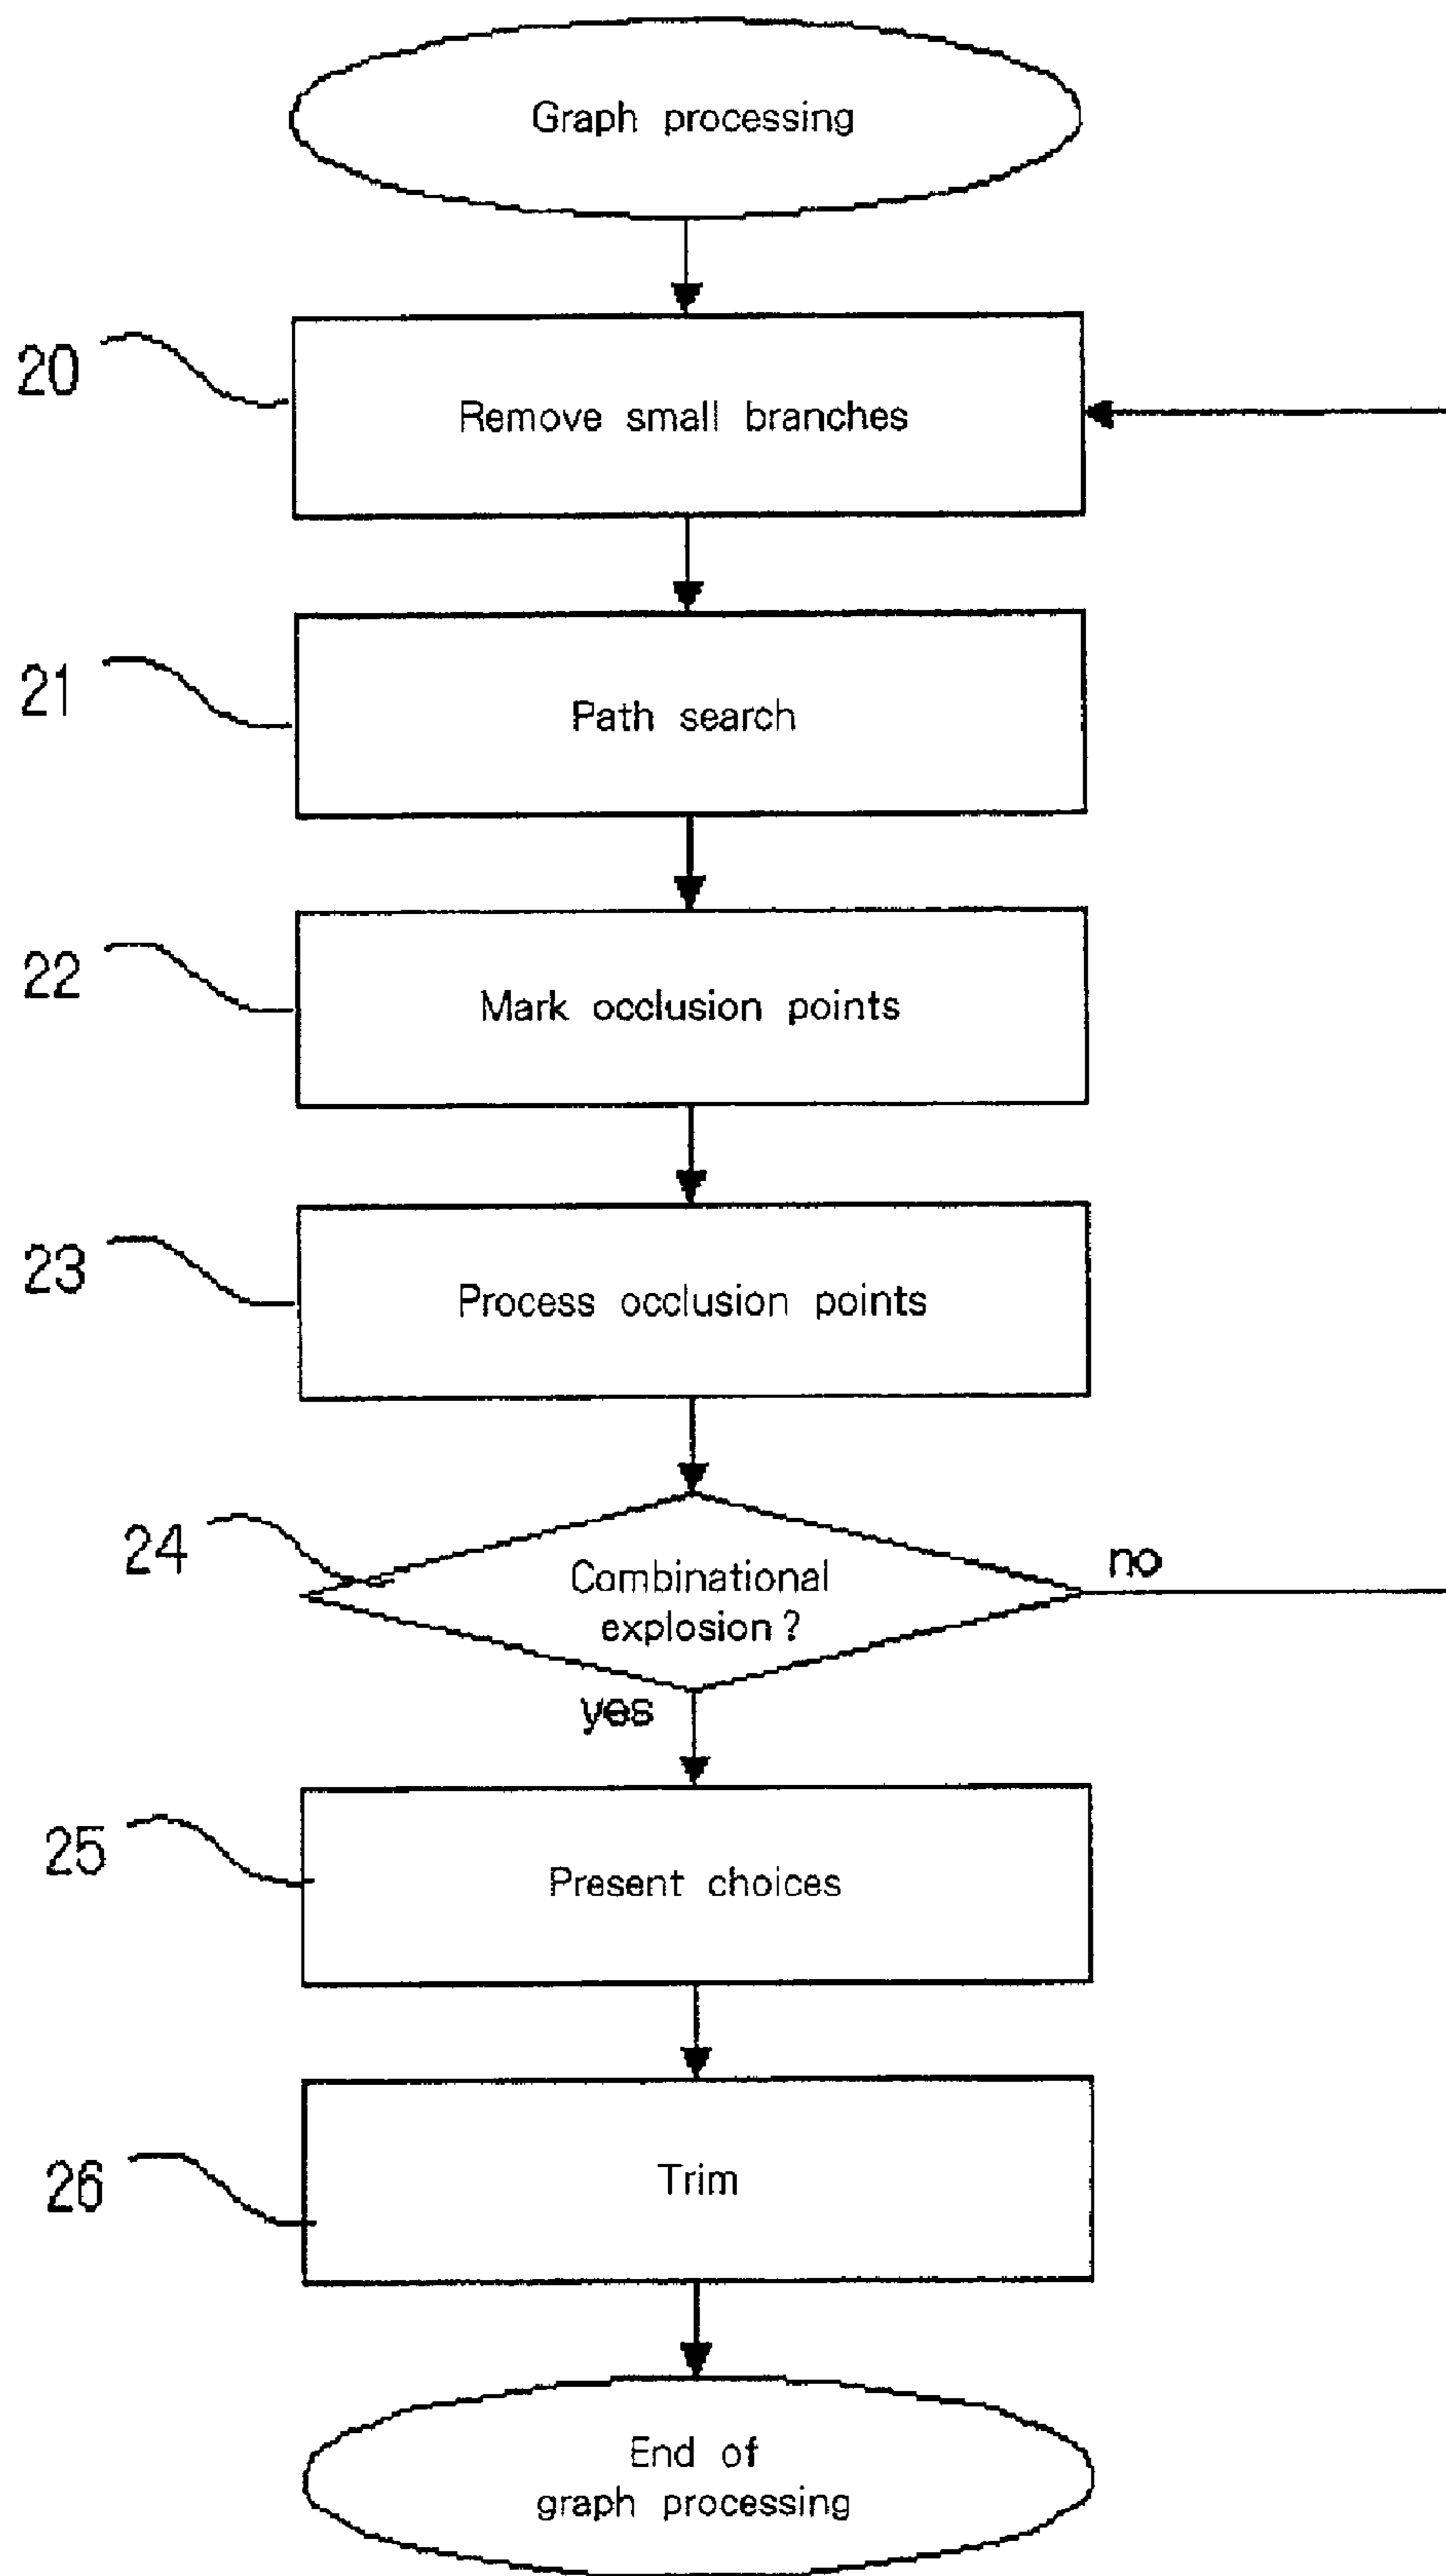 Graph processing
20
Remove small branches
21
Path search
22
Mark occlusion points
23
Process occlusion points
24
Combinational
explosion?
no
yes
25
Present choices
26
Trim
End of
graph processing